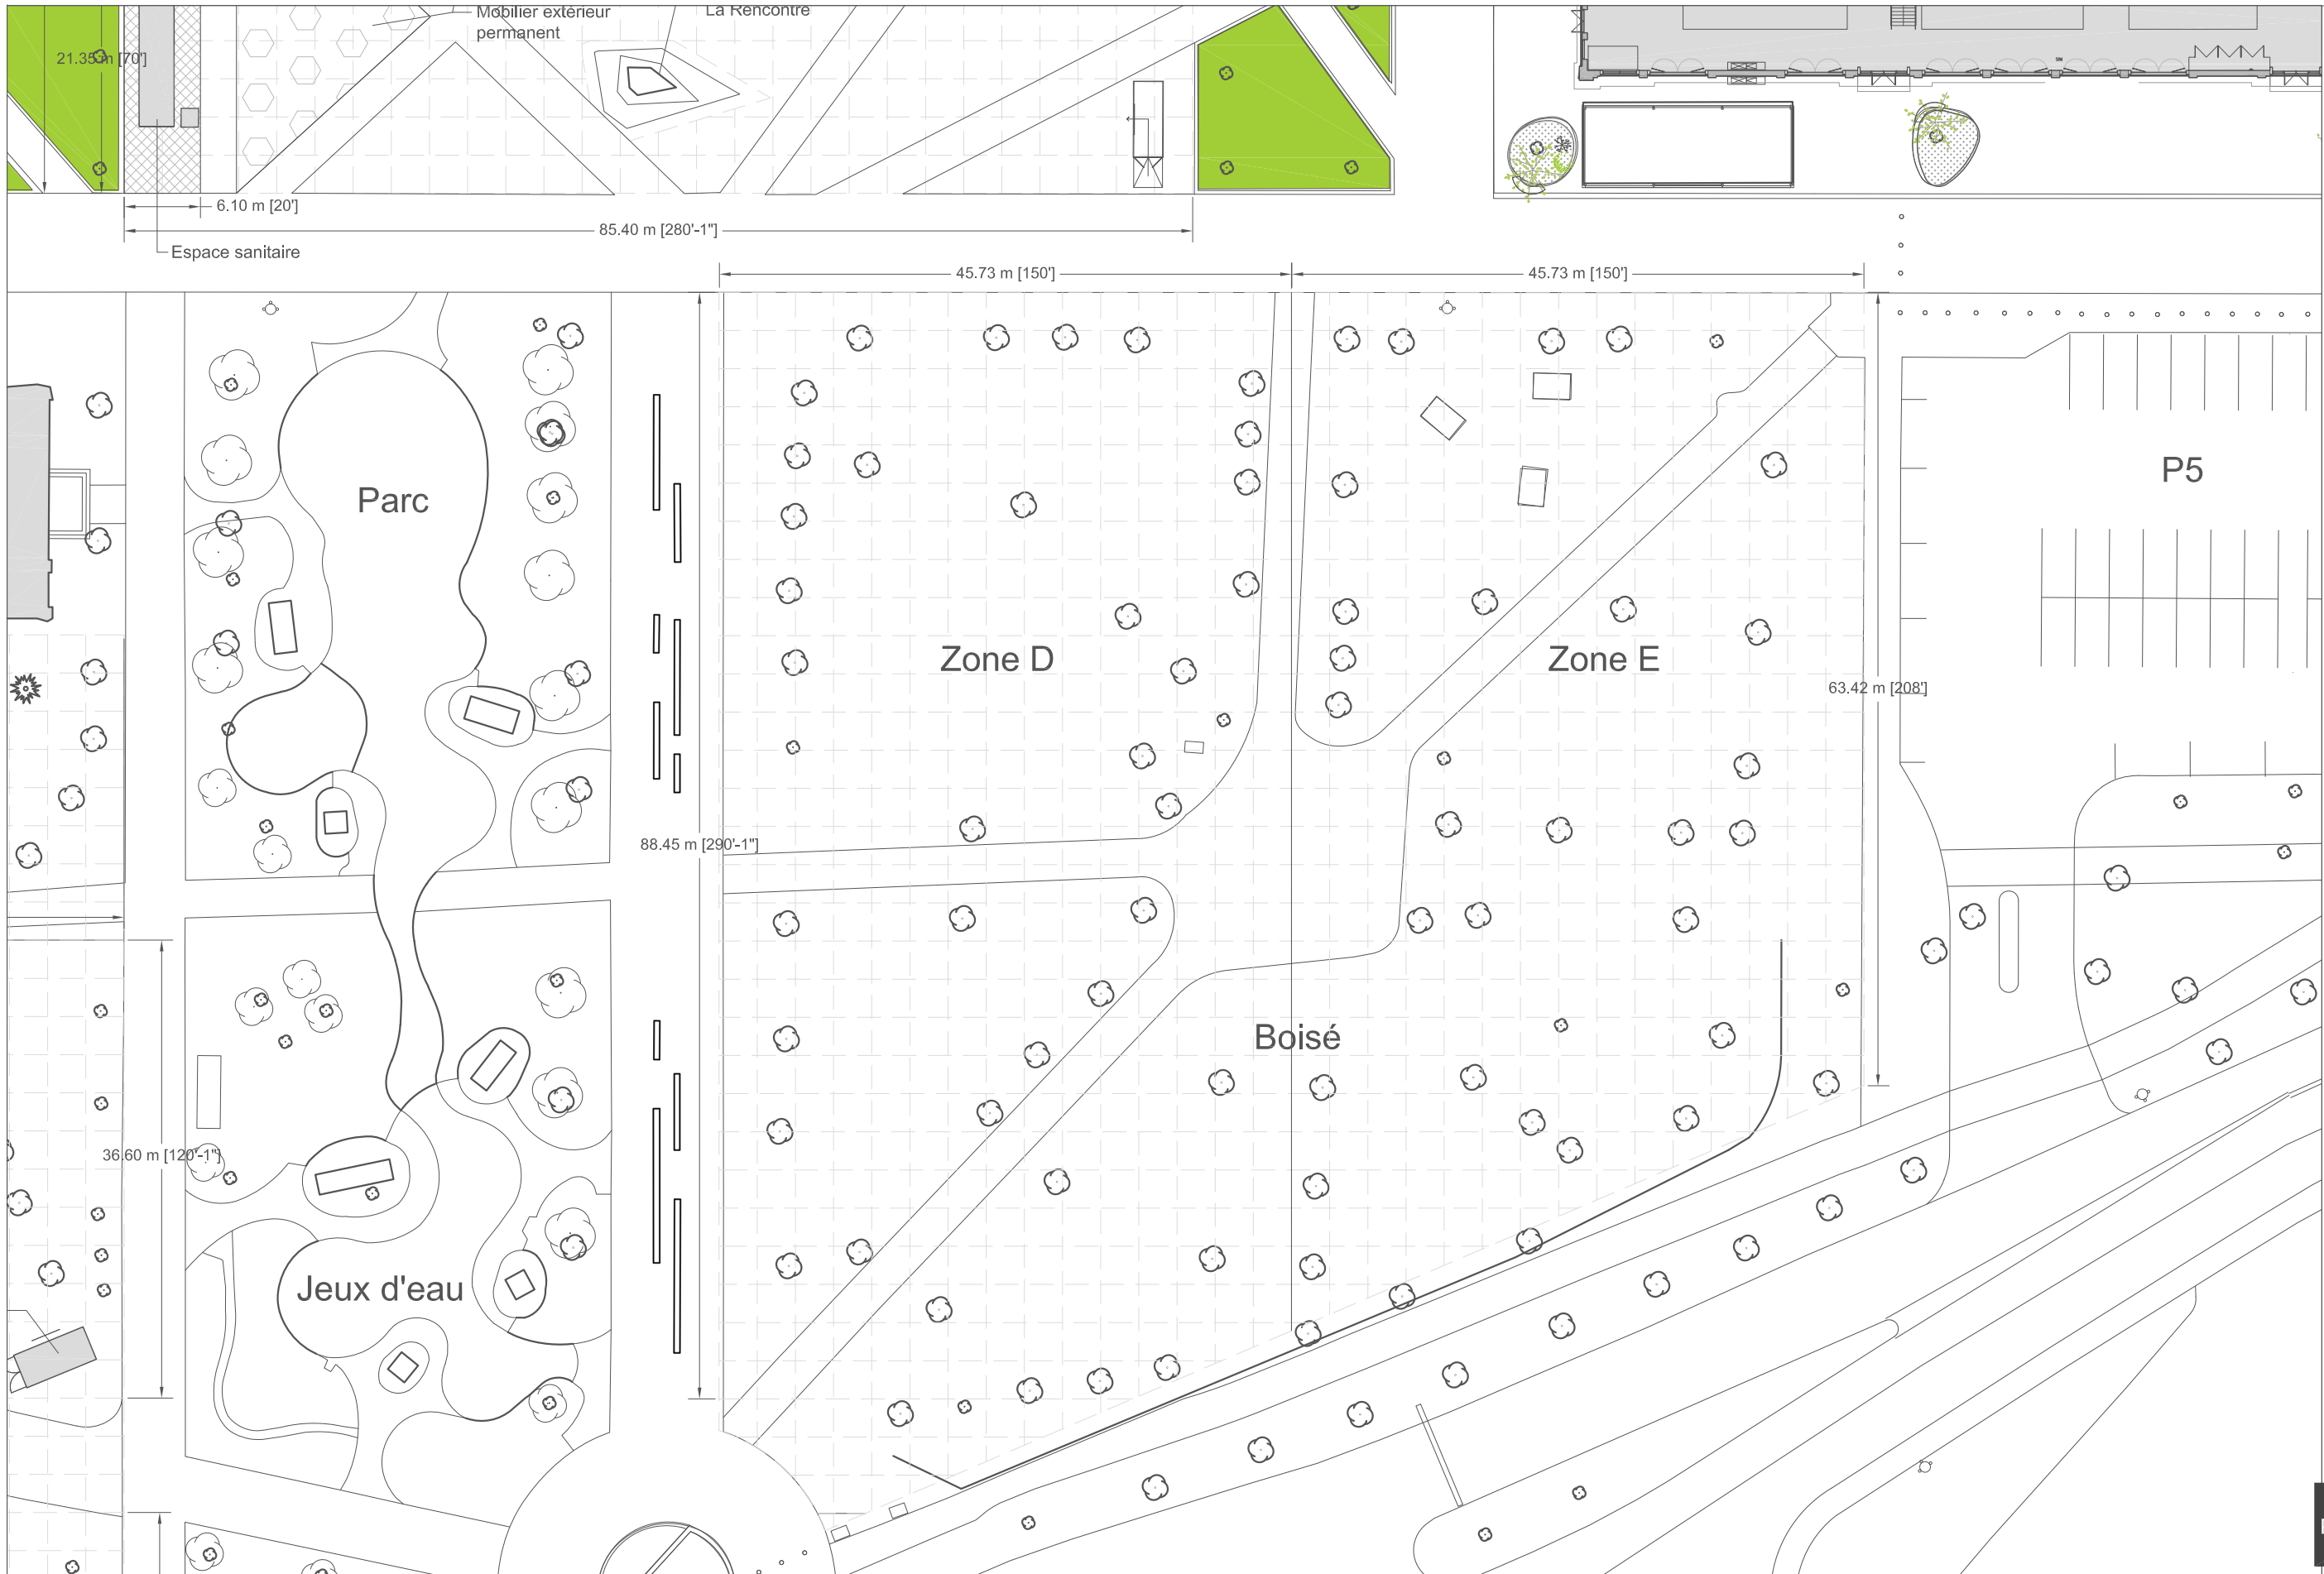 Mobilier extérieur
permanent
La Rencontre
21.35 m [70']
6.10 m [20']
85.40 m [280'-1"]
Espace sanitaire
45.73 m [150']
45.73 m [150']
Parc
P5
Zone D
Zone E
63.42 m [208']
88.45 m [290'-1"]
Boisé
36.60 m [120'-1"]
Jeux d'eau